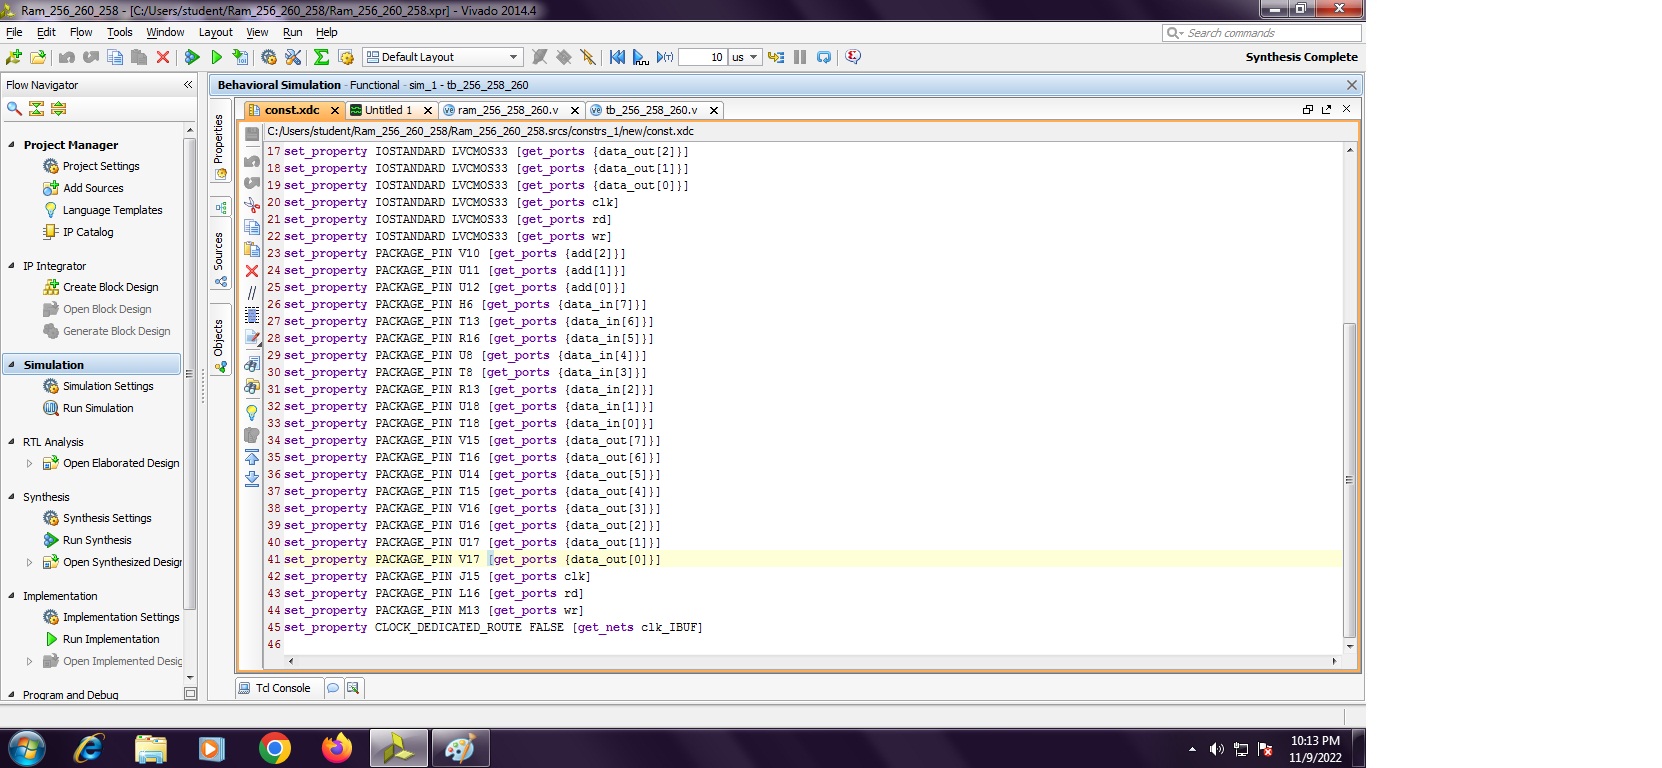 Ram_256_260_258 - [C:/Users/student/Ram_256_260_258/Ram_256_260_258.xpr] - Vivado 2014.4
File Edit Flow Tools Window Layout View Run Help
Search commands
Default Layout
10 us
Synthesis Complete
Flow Navigator
Behavioral Simulation - Functional - sim_1 - tb_256_258_260
const.xdc Untitled 1 ram_256_258_260.v tb_256_258_260.v
C:/Users/student/Ram_256_260_258/Ram_256_260_258.srcs/constrs_1/new/const.xdc
Project Manager
Project Settings
Add Sources
Language Templates
IP Catalog
IP Integrator
Create Block Design
Open Block Design
Generate Block Design
Simulation
Simulation Settings
Run Simulation
RTL Analysis
Open Elaborated Design
Synthesis
Synthesis Settings
Run Synthesis
Open Synthesized Desigr
Implementation
Implementation Settings
Run Implementation
Open Implemented Desig
Program and Debug
Properties
Sources
Objects
17 set_property IOSTANDARD LVCMOS33 [get_ports {data_out[2]}]
18 set_property IOSTANDARD LVCMOS33 [get_ports {data_out[1]}]
19 set_property IOSTANDARD LVCMOS33 [get_ports {data_out[0]}]
20 set_property IOSTANDARD LVCMOS33 [get_ports clk]
21 set_property IOSTANDARD LVCMOS33 [get_ports rd]
22 set_property IOSTANDARD LVCMOS33 [get_ports wr]
23 set_property PACKAGE_PIN V10 [get_ports {add[2]}]
24 set_property PACKAGE_PIN U11 [get_ports {add[1]}]
25 set_property PACKAGE_PIN U12 [get_ports {add[0]}]
26 set_property PACKAGE_PIN H6 [get_ports {data_in[7]}]
27 set_property PACKAGE_PIN T13 [get_ports {data_in[6]}]
28 set_property PACKAGE_PIN R16 [get_ports {data_in[5]}]
29 set_property PACKAGE_PIN U8 [get_ports {data_in[4]}]
30 set_property PACKAGE_PIN T8 [get_ports {data_in[3]}]
31 set_property PACKAGE_PIN R13 [get_ports {data_in[2]}]
32 set_property PACKAGE_PIN U18 [get_ports {data_in[1]}]
33 set_property PACKAGE_PIN T18 [get_ports {data_in[0]}]
34 set_property PACKAGE_PIN V15 [get_ports {data_out[7]}]
35 set_property PACKAGE_PIN T16 [get_ports {data_out[6]}]
36 set_property PACKAGE_PIN U14 [get_ports {data_out[5]}]
37 set_property PACKAGE_PIN T15 [get_ports {data_out[4]}]
38 set_property PACKAGE_PIN V16 [get_ports {data_out[3]}]
39 set_property PACKAGE_PIN U16 [get_ports {data_out[2]}]
40 set_property PACKAGE_PIN U17 [get_ports {data_out[1]}]
41 set_property PACKAGE_PIN V17 [get_ports {data_out[0]}]
42 set_property PACKAGE_PIN J15 [get_ports clk]
43 set_property PACKAGE_PIN L16 [get_ports rd]
44 set_property PACKAGE_PIN M13 [get_ports wr]
45 set_property CLOCK_DEDICATED_ROUTE FALSE [get_nets clk_IBUF]
46
Tcl Console
10:13 PM
11/9/2022